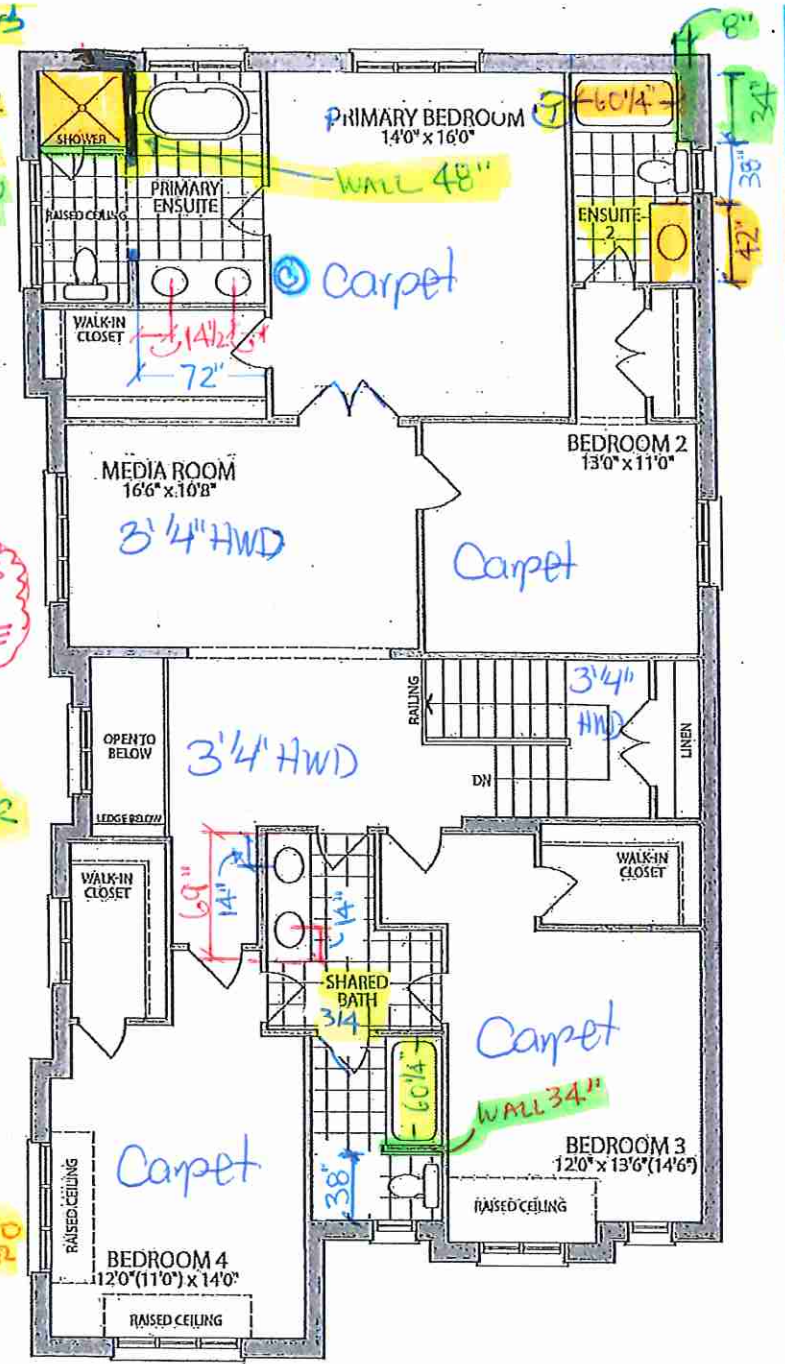 8"
SHOWER
PRIMARY BEDROOM
14'0" x 16'0"
60 1/4"
34"
WALL 48"
PRIMARY
ENSUITE
RAISED CEILING
38"
ENSUITE-
2
42"
Carpet
WALK-IN
CLOSET
14 1/2"
72"
MEDIA ROOM
16'6" x 10'8"
BEDROOM 2
13'0" x 11'0"
3 1/4" HWD
Carpet
RAILING
3 1/4"
HWD
LINEN
OPEN TO
BELOW
3 1/4" HWD
DN
LEDGE BELOW
WALK-IN
CLOSET
69"
14"
14"
WALK-IN
CLOSET
SHARED
BATH
3/4
Carpet
60 1/4"
WALL 34"
Carpet
38"
BEDROOM 3
12'0" x 13'6"(14'6")
RAISED CEILING
RAISED CEILING
BEDROOM 4
12'0"(11'0") x 14'0"
RAISED CEILING